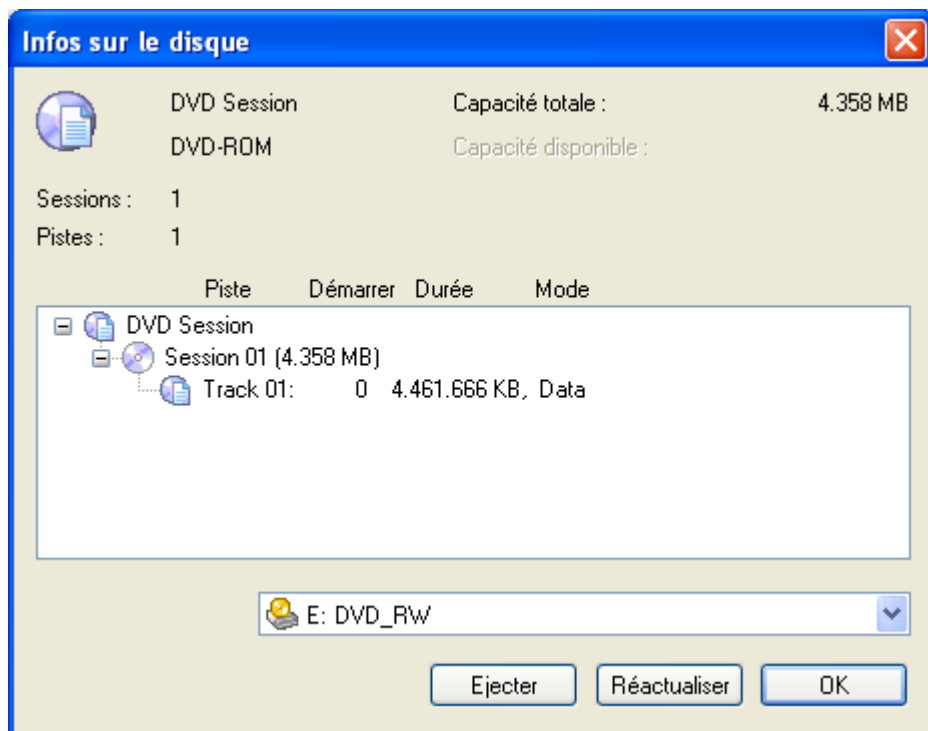 Infos sur le disque
DVD Session Capacité totale : 4.358 MB
DVD-ROM Capacité disponible :
Sessions : 1
Pistes : 1
Piste Démarrer Durée Mode
DVD Session
Session 01 (4.358 MB)
Track 01: 0 4.461.666 KB, Data
E: DVD_RW
Ejecter Réactualiser OK